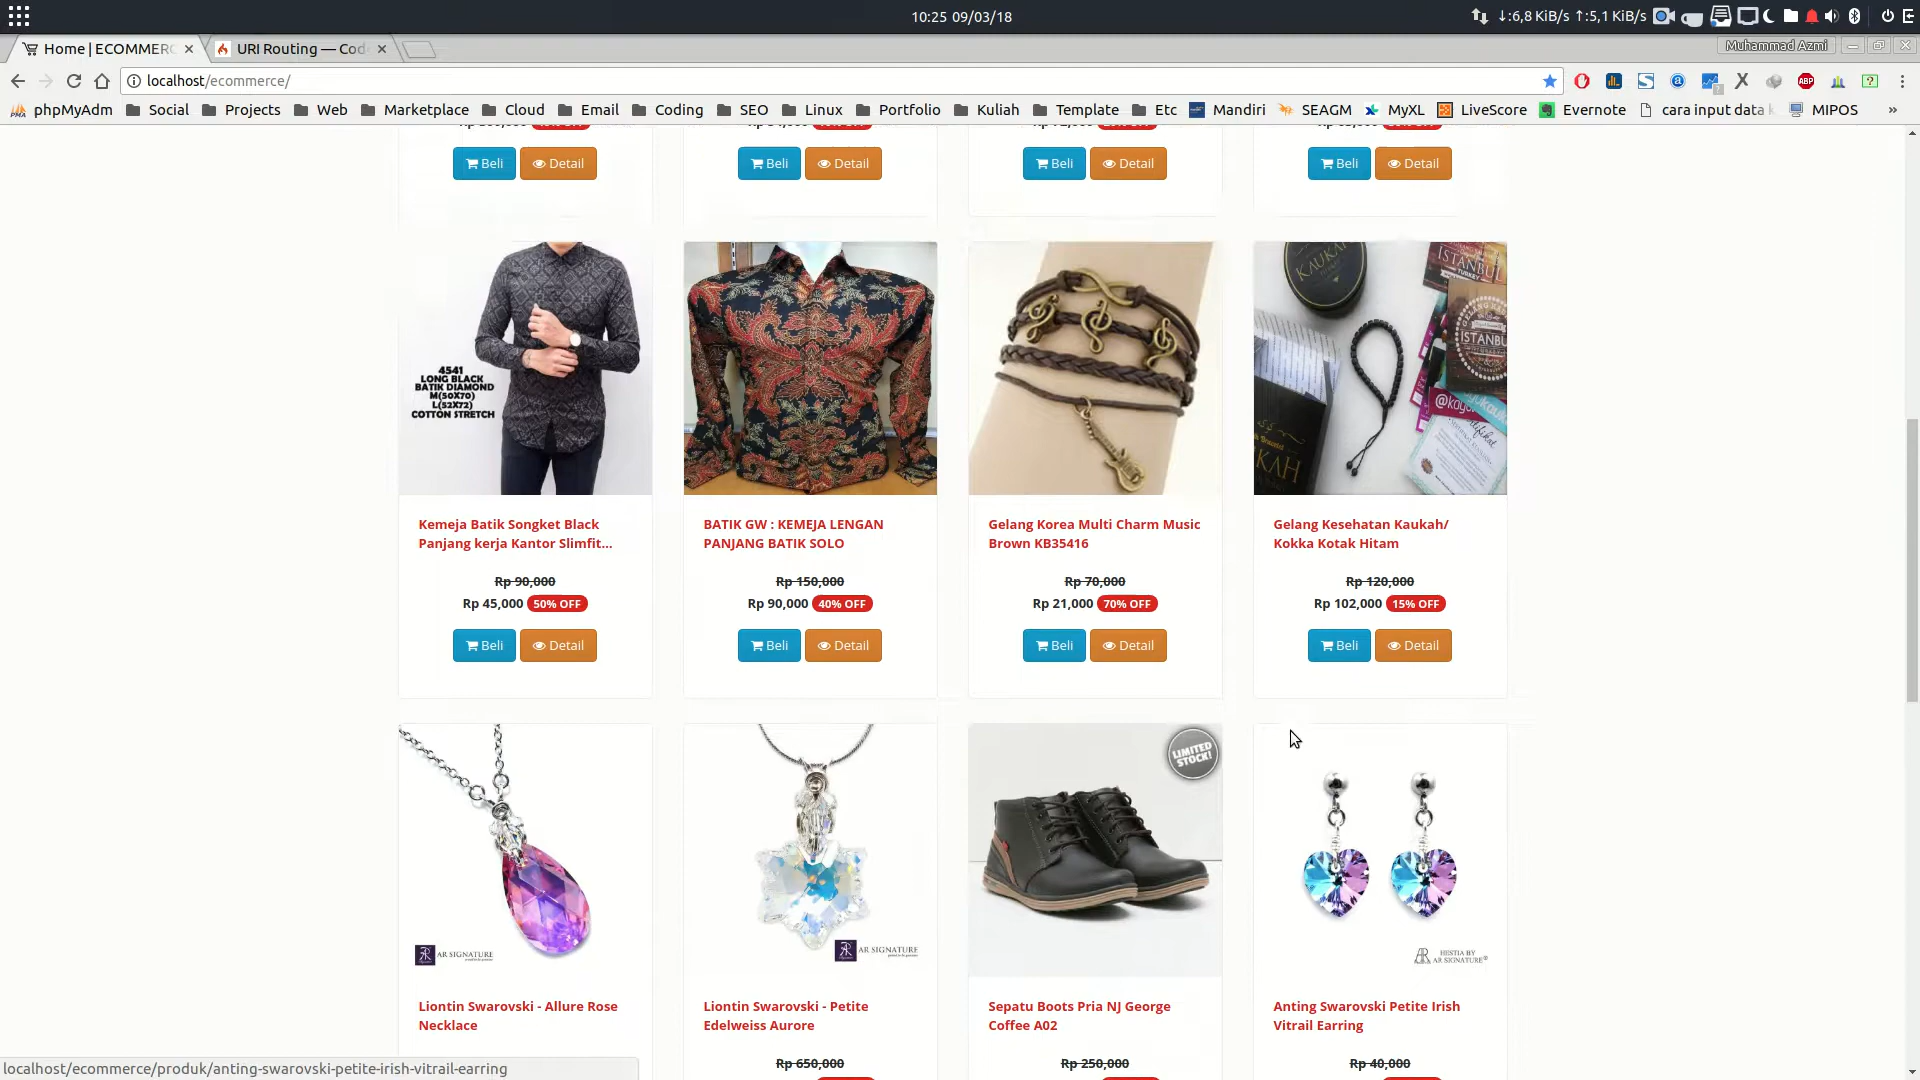 10:25 09/03/18
↓:6,8 KiB/s ↑:5,1 KiB/s
Home | ECOMMERC
URI Routing — Cod
Muhammad Azmi
localhost/ecommerce/
ABP
phpMyAdm Social Projects Web Marketplace Cloud Email Coding SEO Linux Portfolio Kuliah Template Etc Mandiri SEAGM MyXL LiveScore Evernote cara input data MIPOS »
Beli Detail Beli Detail Beli Detail Beli Detail
4541
LONG BLACK
BATIK DIAMOND
M(50X70)
L(52X72)
COTTON STRETCH
KAUKAH
ISTANBUL
TURKEY
ISTANBUL
Kemeja Batik Songket Black
Panjang kerja Kantor Slimfit...
Rp 90,000
Rp 45,000 50% OFF
Beli Detail
BATIK GW : KEMEJA LENGAN
PANJANG BATIK SOLO
Rp 150,000
Rp 90,000 40% OFF
Beli Detail
Gelang Korea Multi Charm Music
Brown KB35416
Rp 70,000
Rp 21,000 70% OFF
Beli Detail
Gelang Kesehatan Kaukah/
Kokka Kotak Hitam
Rp 120,000
Rp 102,000 15% OFF
Beli Detail
AR SIGNATURE
Liontin Swarovski - Allure Rose
Necklace
AR SIGNATURE
Liontin Swarovski - Petite
Edelweiss Aurore
Rp 650,000
LIMITED
STOCK!
Sepatu Boots Pria NJ George
Coffee A02
Rp 250,000
HESTIA BY
AR SIGNATURE®
Anting Swarovski Petite Irish
Vitrail Earring
Rp 40,000
localhost/ecommerce/produk/anting-swarovski-petite-irish-vitrail-earring